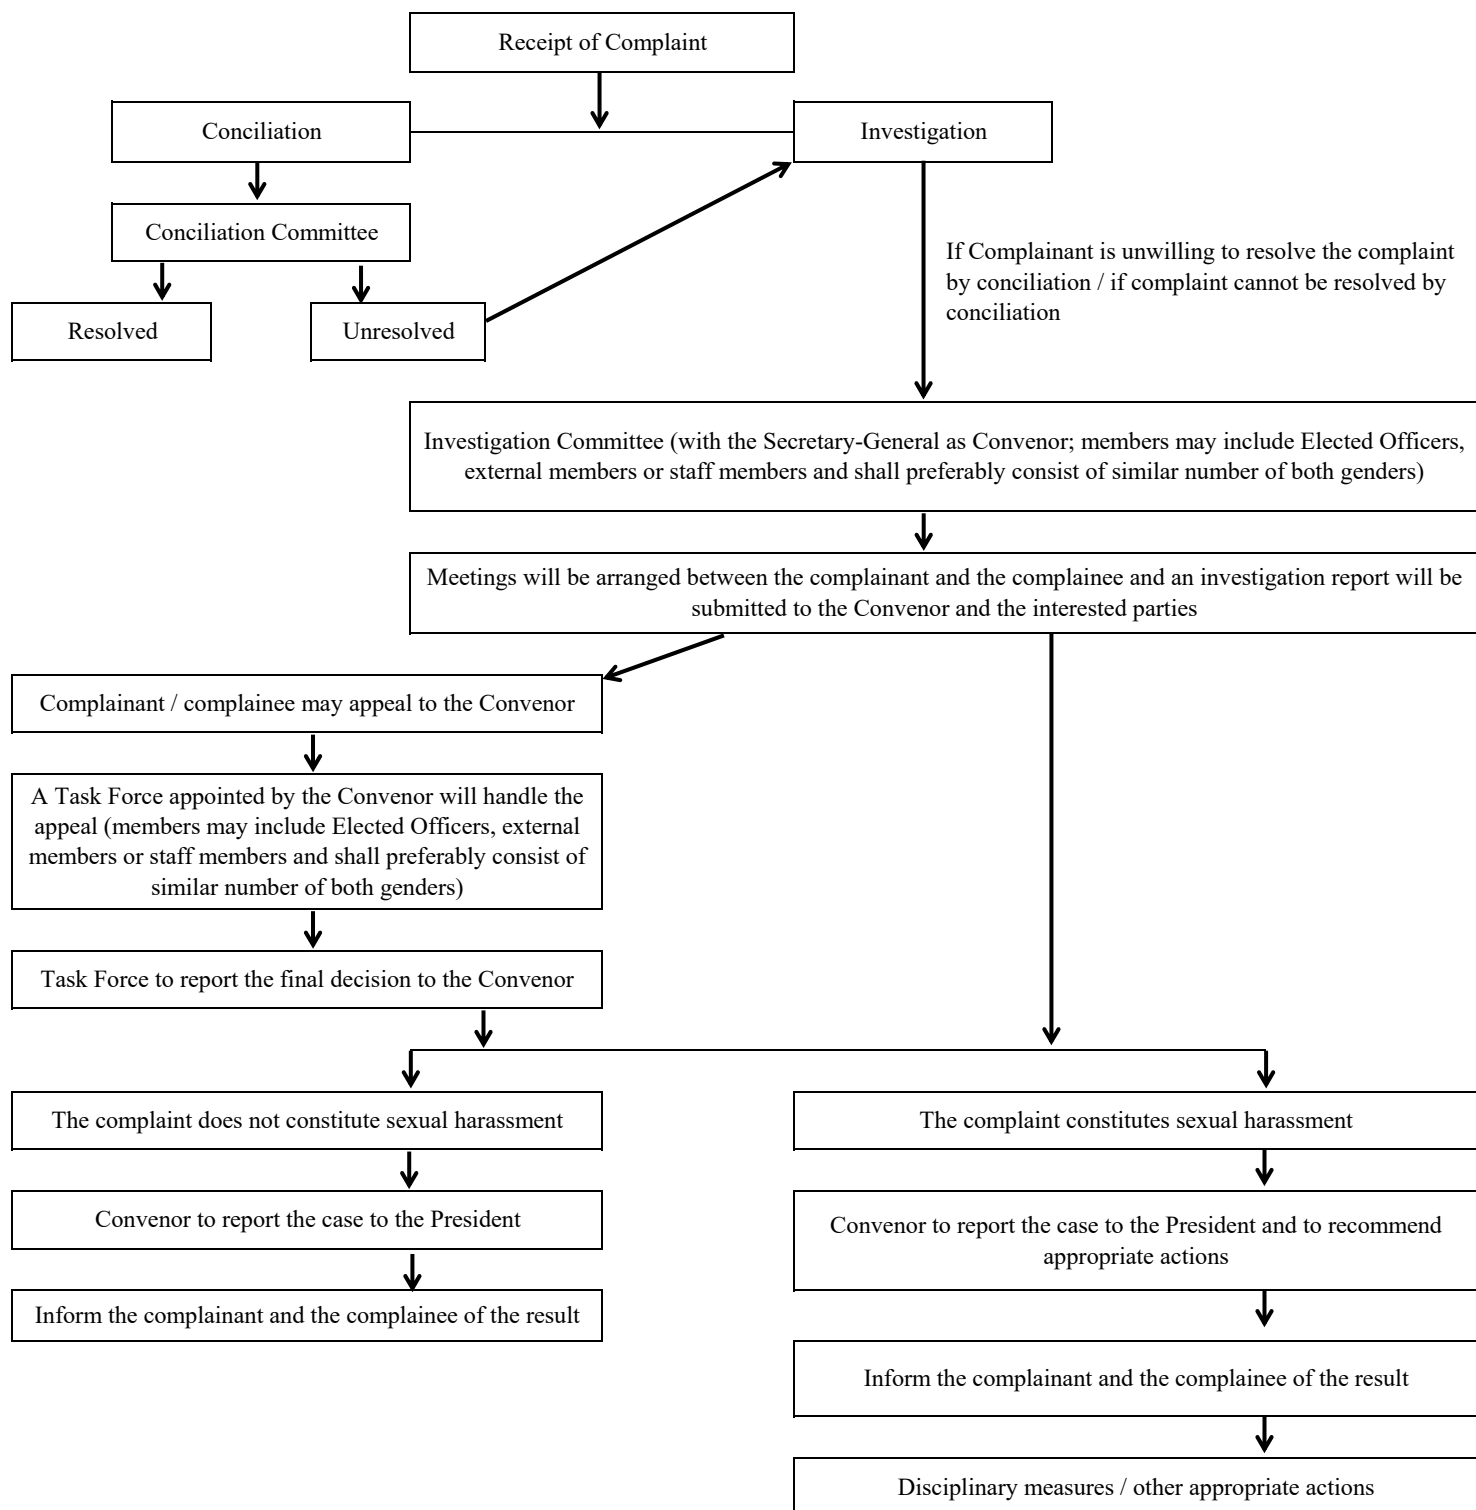 Receipt of Complaint
Conciliation
Investigation
Conciliation Committee
If Complainant is unwilling to resolve the complaint
by conciliation / if complaint cannot be resolved by
conciliation
Resolved
Unresolved
Investigation Committee (with the Secretary-General as Convenor; members may include Elected Officers,
external members or staff members and shall preferably consist of similar number of both genders)
Meetings will be arranged between the complainant and the complainee and an investigation report will be
submitted to the Convenor and the interested parties
Complainant / complainee may appeal to the Convenor
A Task Force appointed by the Convenor will handle the
appeal (members may include Elected Officers, external
members or staff members and shall preferably consist of
similar number of both genders)
Task Force to report the final decision to the Convenor
The complaint does not constitute sexual harassment
The complaint constitutes sexual harassment
Convenor to report the case to the President
Convenor to report the case to the President and to recommend
appropriate actions
Inform the complainant and the complainee of the result
Inform the complainant and the complainee of the result
Disciplinary measures / other appropriate actions